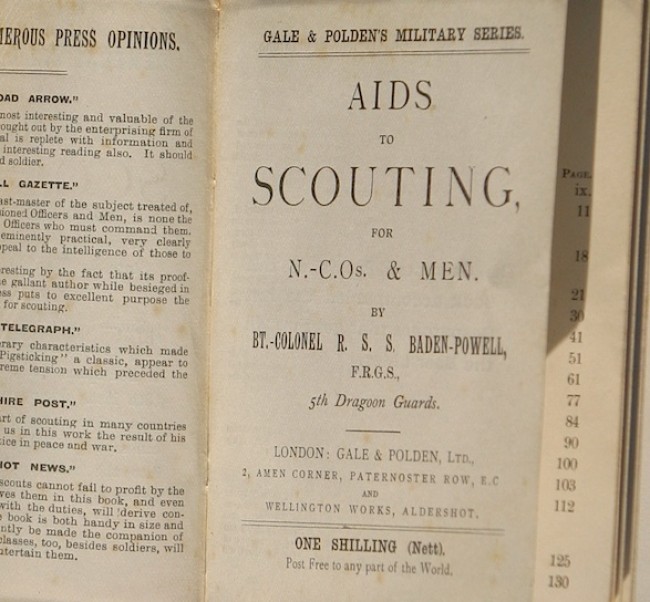 MEROUS PRESS OPINIONS.
OAD ARROW."
most interesting and valuable of the
ought out by the enterprising firm of
al is replete with information and
interesting reading also. It should
d soldier.
LL GAZETTE."
ast-master of the subject treated of,
sioned Officers and Men, is none the
Officers who must command them.
eminently practical, very clearly
ppeal to the intelligence of those to
eresting by the fact that its proof-
he gallant author while besieged in
ess puts to excellent purpose the
for scouting.
TELEGRAPH."
rary characteristics which made
Pigsticking" a classic, appear to
reme tension which preceded the
HIRE POST."
art of scouting in many countries
us in this work the result of his
tice in peace and war.
HOT NEWS."
scouts cannot fail to profit by the
ves them in this book, and even
with the duties, will derive con-
e book is both handy in size and
ntly be made the companion of
classes, too, besides soldiers, will
ntertain them.
GALE & POLDEN'S MILITARY SERIES.
AIDS
TO
SCOUTING,
FOR
N.-C.Os. & MEN.
BY
BT.-COLONEL R. S. S. BADEN-POWELL,
F.R.G.S.,
5th Dragoon Guards.
LONDON: GALE & POLDEN, LTD.,
2, AMEN CORNER, PATERNOSTER ROW, E.C
AND
WELLINGTON WORKS, ALDERSHOT.
ONE SHILLING (Nett).
Post Free to any part of the World.
PAGE.
ix.
11
18
21
30
41
51
61
77
84
90
100
103
112
125
130